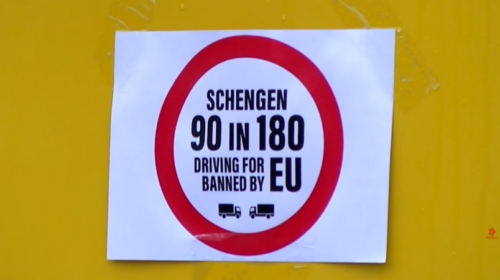 SCHENGEN
90 IN 180
DRIVING FOR
BANNED BY EU